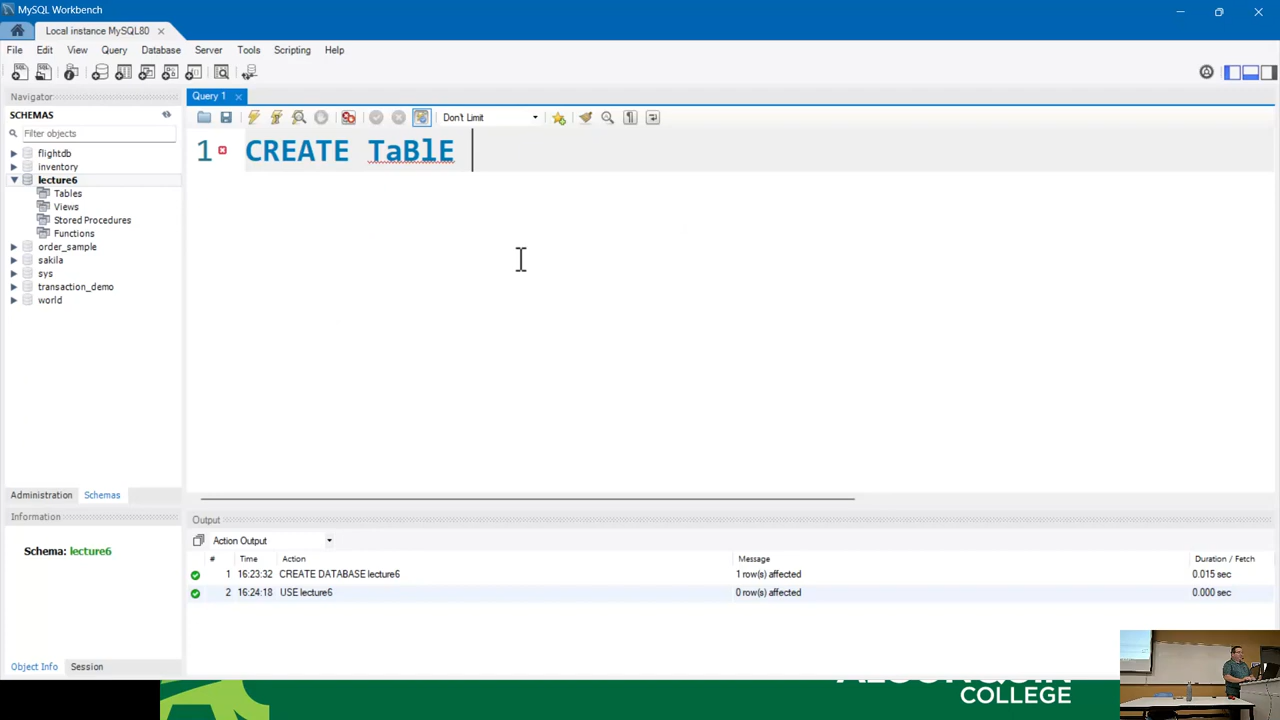 MySQL Workbench
Local instance MySQL80
File Edit View Query Database Server Tools Scripting Help
Navigator
Query 1
SCHEMAS
Don't Limit
Filter objects
1 CREATE TaBlE
flightdb
inventory
lecture6
Tables
Views
Stored Procedures
Functions
order_sample
sakila
sys
transaction_demo
world
Administration Schemas
Information
Output
Action Output
Schema: lecture6
# Time Action Message Duration / Fetch
1 16:23:32 CREATE DATABASE lecture6 1 row(s) affected 0.015 sec
2 16:24:18 USE lecture6 0 row(s) affected 0.000 sec
Object Info Session
COLLEGE